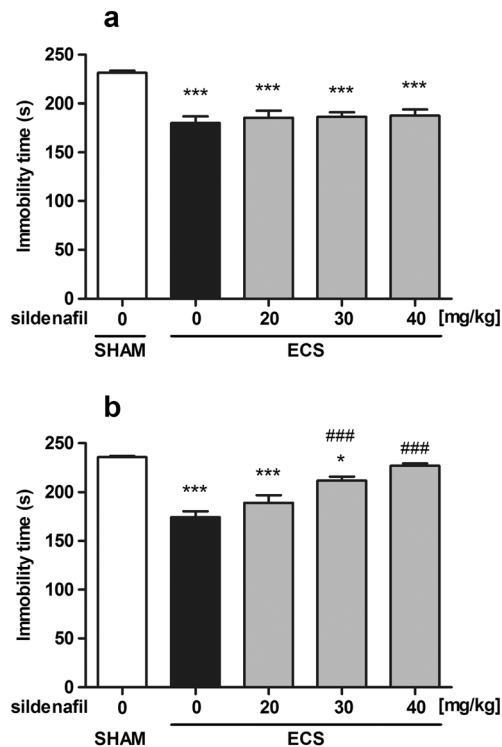 a
Immobility time (s)
250
200
150
100
50
0
*** *** *** ***
sildenafil 0 0 20 30 40 [mg/kg]
SHAM ECS
b
Immobility time (s)
250
200
150
100
50
0
### ###
*** *** *
sildenafil 0 0 20 30 40 [mg/kg]
SHAM ECS